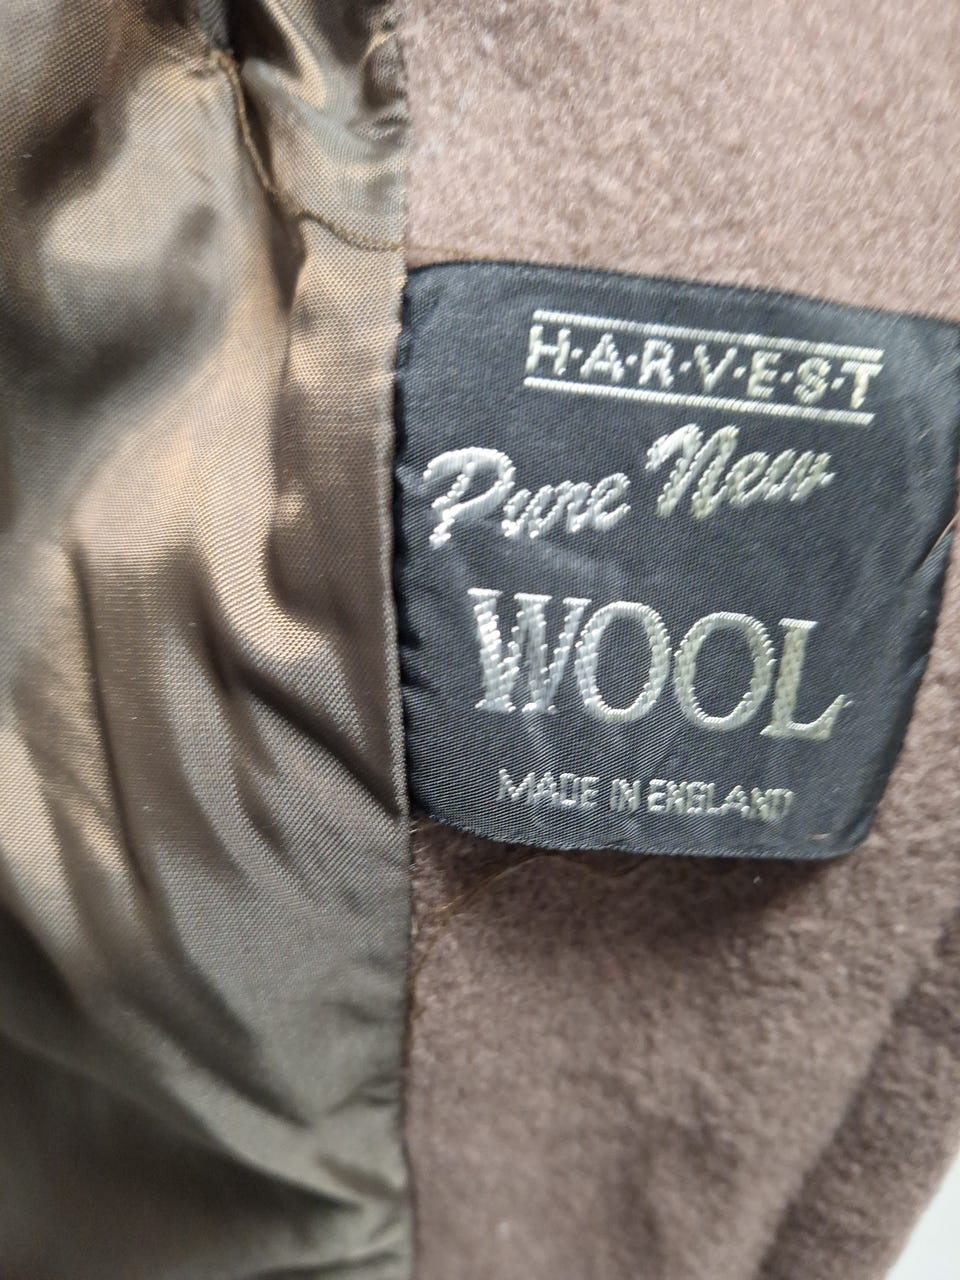 H·A·R·V·E·S·T
Pure New
WOOL
MADE IN ENGLAND